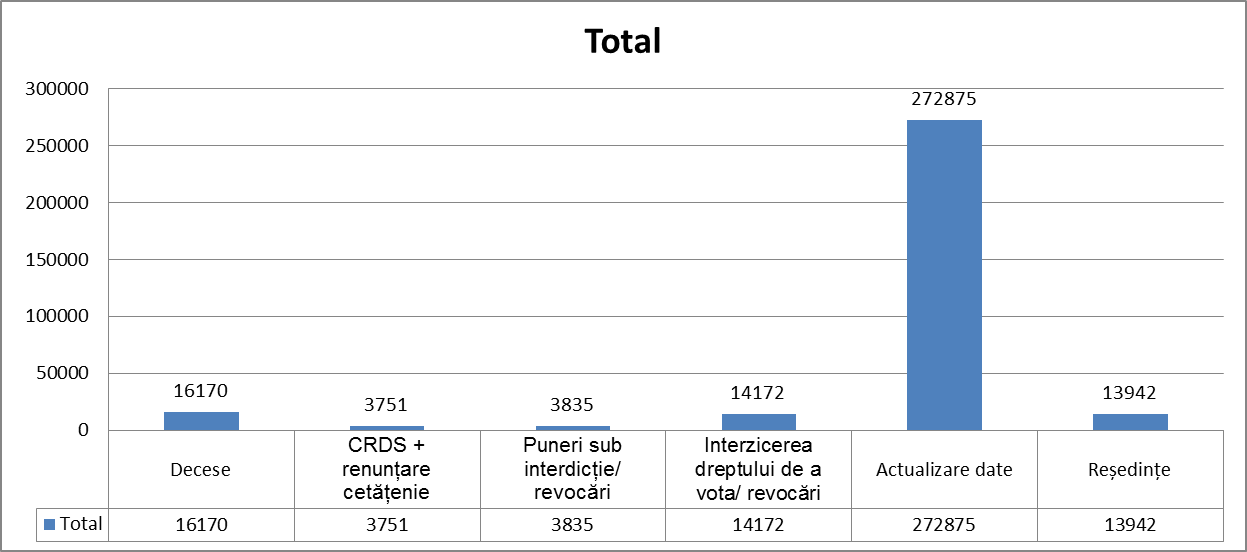 Total
300000
250000
200000
150000
100000
50000
0
16170
3751
3835
14172
272875
13942
Decese
CRDS +
renunțare
cetățenie
Puneri sub
interdicție/
revocări
Interzicerea
dreptului de a
vota/ revocări
Actualizare date
Reședințe
Total 16170 3751 3835 14172 272875 13942